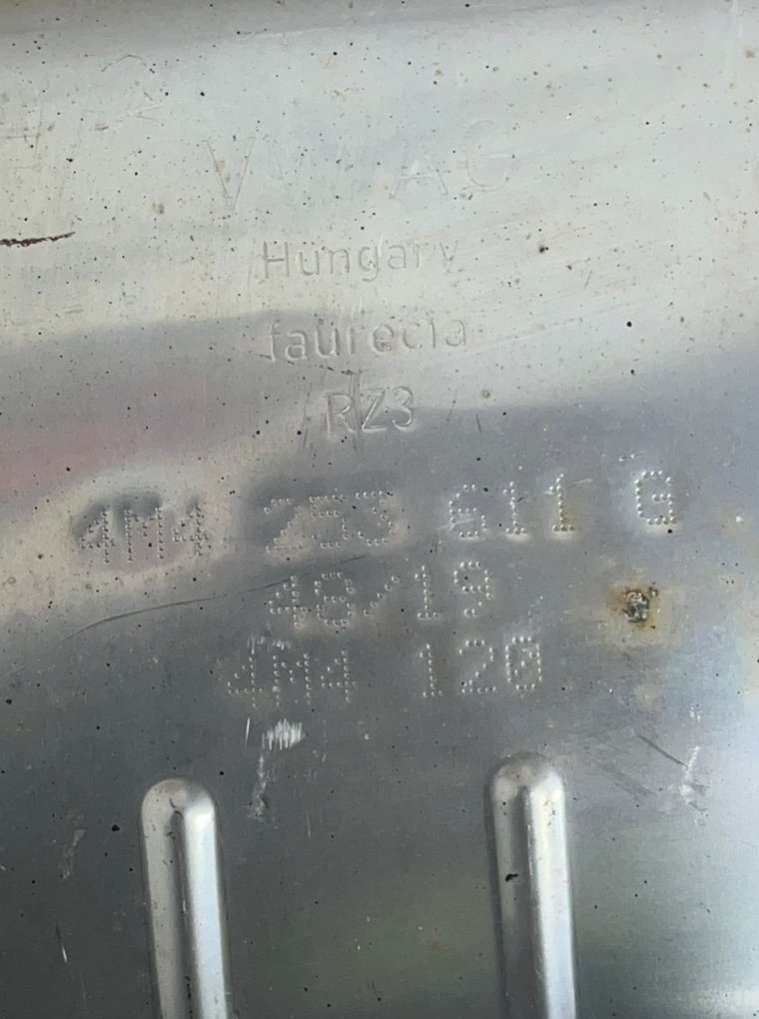 VW AG
Hungary
faurecia
RZ3
4M4 253 611 G
48/19
4M4 120